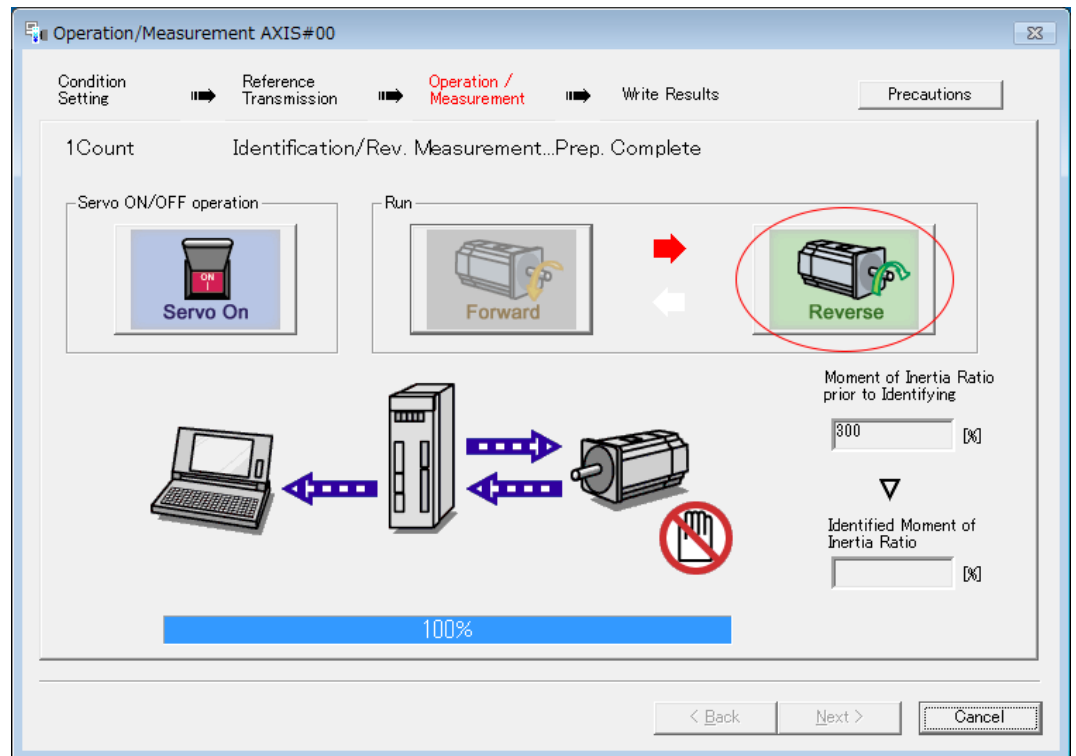 Operation/Measurement AXIS#00
Condition
Setting
Reference
Transmission
Operation /
Measurement
Write Results
Precautions
1Count Identification/Rev. Measurement...Prep. Complete
Servo ON/OFF operation
Run
ON
I
Servo On
Forward
Reverse
Moment of Inertia Ratio
prior to Identifying
300 [%]
Identified Moment of
Inertia Ratio
[%]
100%
< Back
Next >
Cancel